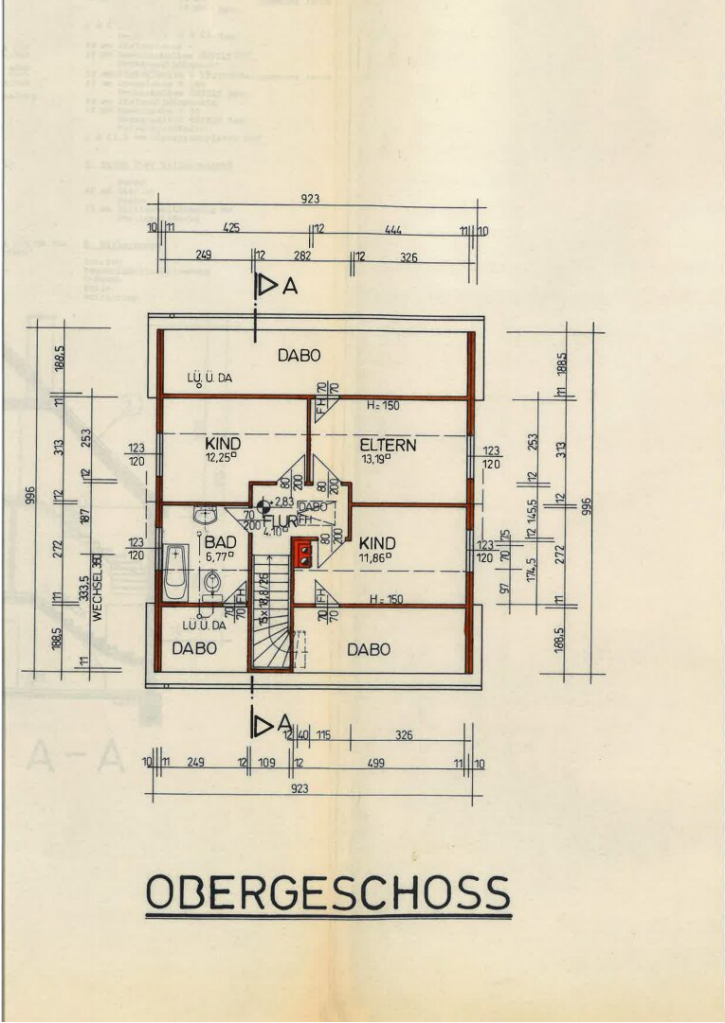 923
10 11 425 12 444 11 10
249 12 282 12 326
A
DABO
LÜ. Ü. DA
70 70
FH
H=150
KIND
12,25
ELTERN
13,19
80 200
80 200
+2,83
DABO
FH
70 200
FLUR
4.10
BAD
KIND
11,86
80 200
15x18,8/26
FH
70 70
FH
70 70
H=150
LÜ. Ü. DA
DABO
DABO
996
188,5
11
313
12
272
11
188,5
253
12
187
333,5
11
WECHSEL
123
120
123
120
123
120
123
120
75
70
97
253
12
145,5
12
174,5
188,5
11
313
12
272
11
188,5
996
A
12 40 115 326
10 11 249 12 109 12 499 11 10
923
A-A
OBERGESCHOSS